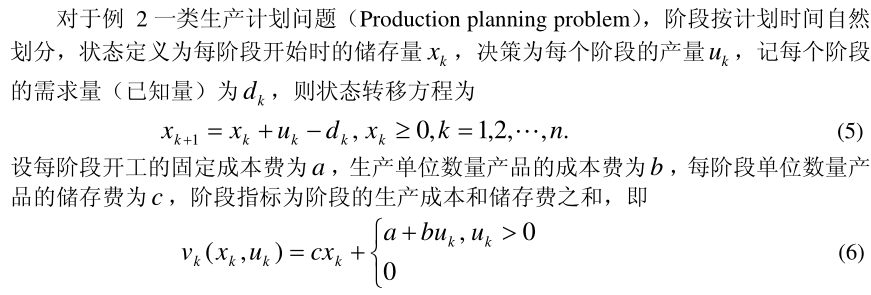 对于例 2 一类生产计划问题（Production planning problem），阶段按计划时间自然
划分，状态定义为每阶段开始时的储存量 $x_k$，决策为每个阶段的产量 $u_k$，记每个阶段
的需求量（已知量）为 $d_k$，则状态转移方程为
$x_{k+1} = x_k + u_k - d_k, x_k \geq 0, k = 1,2,\cdots,n.$ (5)
设每阶段开工的固定成本费为 $a$，生产单位数量产品的成本费为 $b$，每阶段单位数量产
品的储存费为 $c$，阶段指标为阶段的生产成本和储存费之和，即
$v_k(x_k, u_k) = cx_k + \begin{cases} a + bu_k, u_k > 0 \\ 0 \end{cases}$ (6)